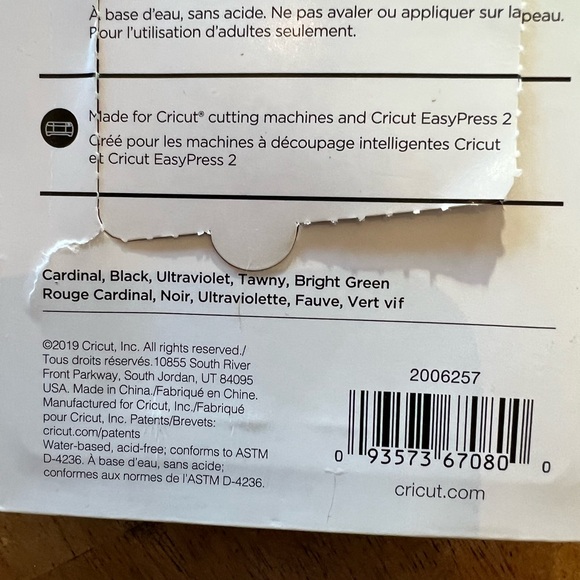 À base d'eau, sans acide. Ne pas avaler ou appliquer sur la peau.
Pour l'utilisation d'adultes seulement.
Made for Cricut® cutting machines and Cricut EasyPress 2
Créé pour les machines à découpage intelligentes Cricut
et Cricut EasyPress 2
Cardinal, Black, Ultraviolet, Tawny, Bright Green
Rouge Cardinal, Noir, Ultraviolette, Fauve, Vert vif
©2019 Cricut, Inc. All rights reserved./
Tous droits réservés.10855 South River
Front Parkway, South Jordan, UT 84095
USA. Made in China./Fabriqué en Chine.
Manufactured for Cricut, Inc./Fabriqué
pour Cricut, Inc. Patents/Brevets:
cricut.com/patents
Water-based, acid-free; conforms to ASTM
D-4236. À base d'eau, sans acide;
conformes aux normes de l'ASTM D-4236.
2006257
0 93573 67080 0
cricut.com